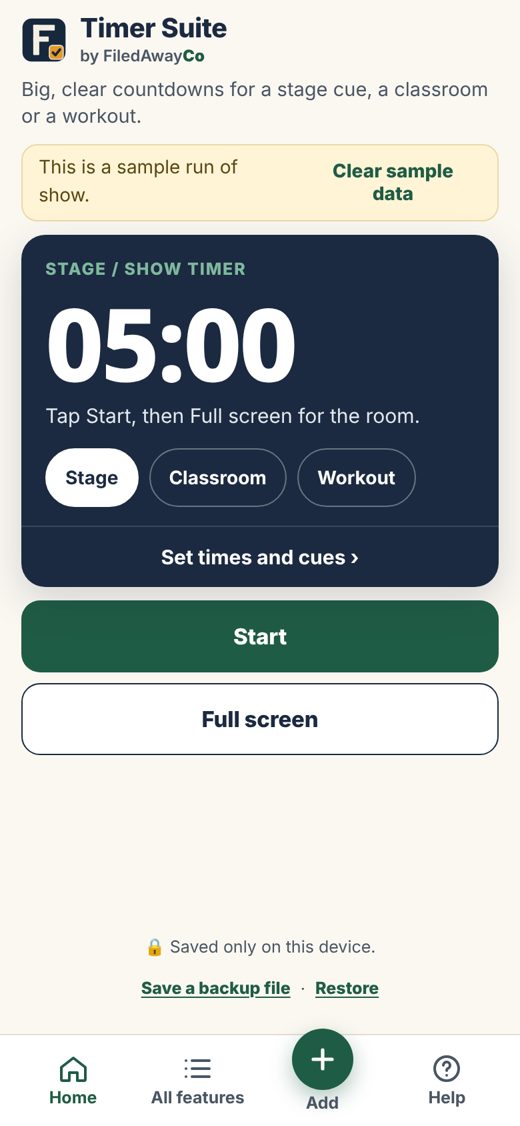 Timer Suite
by FiledAwayCo
Big, clear countdowns for a stage cue, a classroom
or a workout.
This is a sample run of
show.
Clear sample
data
STAGE / SHOW TIMER
05:00
Tap Start, then Full screen for the room.
Stage
Classroom
Workout
Set times and cues ›
Start
Full screen
🔒 Saved only on this device.
Save a backup file · Restore
Home
All features
Add
Help